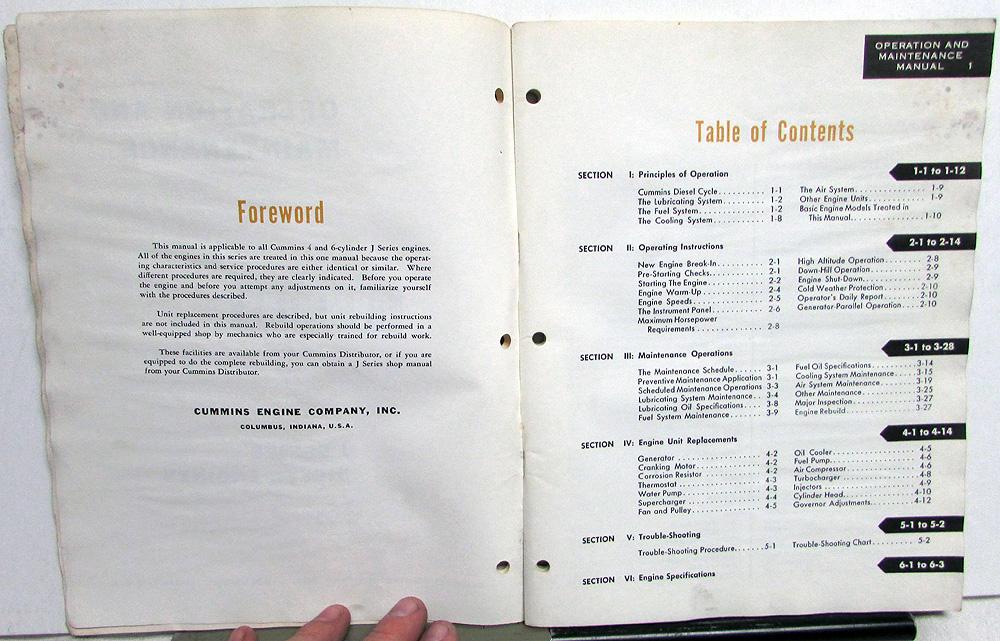 Foreword
This manual is applicable to all Cummins 4 and 6-cylinder J Series engines.
All of the engines in this series are treated in this one manual because the operat-
ing characteristics and service procedures are either identical or similar. Where
different procedures are required, they are clearly indicated. Before you operate
the engine and before you attempt any adjustments on it, familiarize yourself
with the procedures described.
Unit replacement procedures are described, but unit rebuilding instructions
are not included in this manual. Rebuild operations should be performed in a
well-equipped shop by mechanics who are especially trained for rebuild work.
These facilities are available from your Cummins Distributor, or if you are
equipped to do the complete rebuilding, you can obtain a J Series shop manual
from your Cummins Distributor.
CUMMINS ENGINE COMPANY, INC.
COLUMBUS, INDIANA, U.S.A.
OPERATION AND
MAINTENANCE
MANUAL 1
Table of Contents
SECTION I: Principles of Operation 1-1 to 1-12
Cummins Diesel Cycle.......... 1-1
The Lubricating System........ 1-2
The Fuel System............... 1-2
The Cooling System............ 1-8
The Air System............... 1-9
Other Engine Units............ 1-9
Basic Engine Models Treated in
This Manual................ 1-10
SECTION II: Operating Instructions 2-1 to 2-14
New Engine Break-In.......... 2-1
Pre-Starting Checks........... 2-1
Starting The Engine........... 2-2
Engine Warm-Up.............. 2-4
Engine Speeds............... 2-5
The Instrument Panel.......... 2-6
Maximum Horsepower
Requirements.............. 2-8
High Altitude Operation........ 2-8
Down-Hill Operation........... 2-9
Engine Shut-Down............. 2-9
Cold Weather Protection........ 2-10
Operator's Daily Report........ 2-10
Generator-Parallel Operation.... 2-10
SECTION III: Maintenance Operations 3-1 to 3-28
The Maintenance Schedule...... 3-1
Preventive Maintenance Application 3-1
Scheduled Maintenance Operations 3-3
Lubricating System Maintenance... 3-4
Lubricating Oil Specifications.... 3-8
Fuel System Maintenance....... 3-9
Fuel Oil Specifications.......... 3-14
Cooling System Maintenance..... 3-15
Air System Maintenance........ 3-19
Other Maintenance............ 3-25
Major Inspection.............. 3-27
Engine Rebuild............... 3-27
SECTION IV: Engine Unit Replacements 4-1 to 4-14
Generator................... 4-2
Cranking Motor.............. 4-2
Corrosion Resistor............ 4-2
Thermostat.................. 4-3
Water Pump................. 4-3
Supercharger................ 4-4
Fan and Pulley............... 4-5
Oil Cooler................... 4-5
Fuel Pump................... 4-6
Air Compressor............... 4-6
Turbocharger................ 4-8
Injectors.................... 4-9
Cylinder Head................ 4-10
Governor Adjustments.......... 4-12
SECTION V: Trouble-Shooting 5-1 to 5-2
Trouble-Shooting Procedure....... 5-1
Trouble-Shooting Chart......... 5-2
SECTION VI: Engine Specifications 6-1 to 6-3